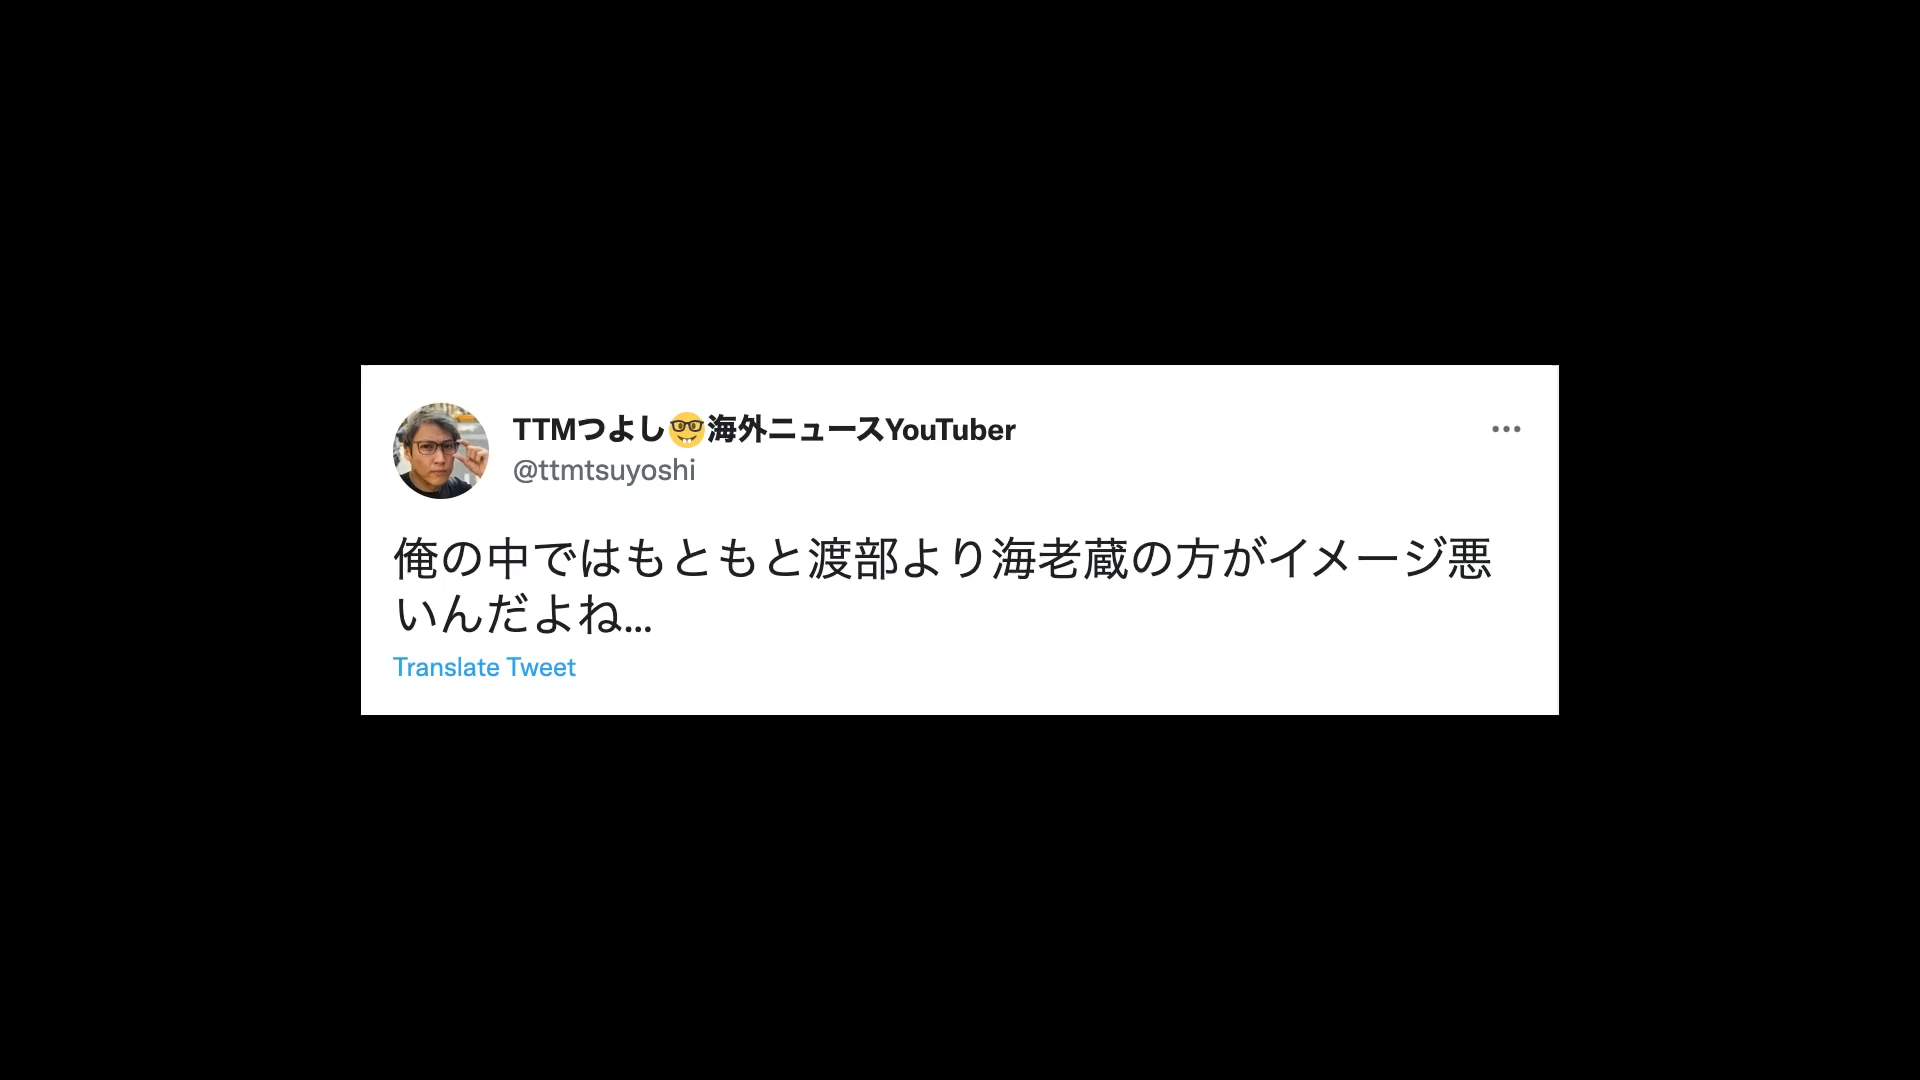 TTMつよし🤓海外ニュースYouTuber
@ttmtsuyoshi
俺の中ではもともと渡部より海老蔵の方がイメージ悪
いんだよね…
Translate Tweet